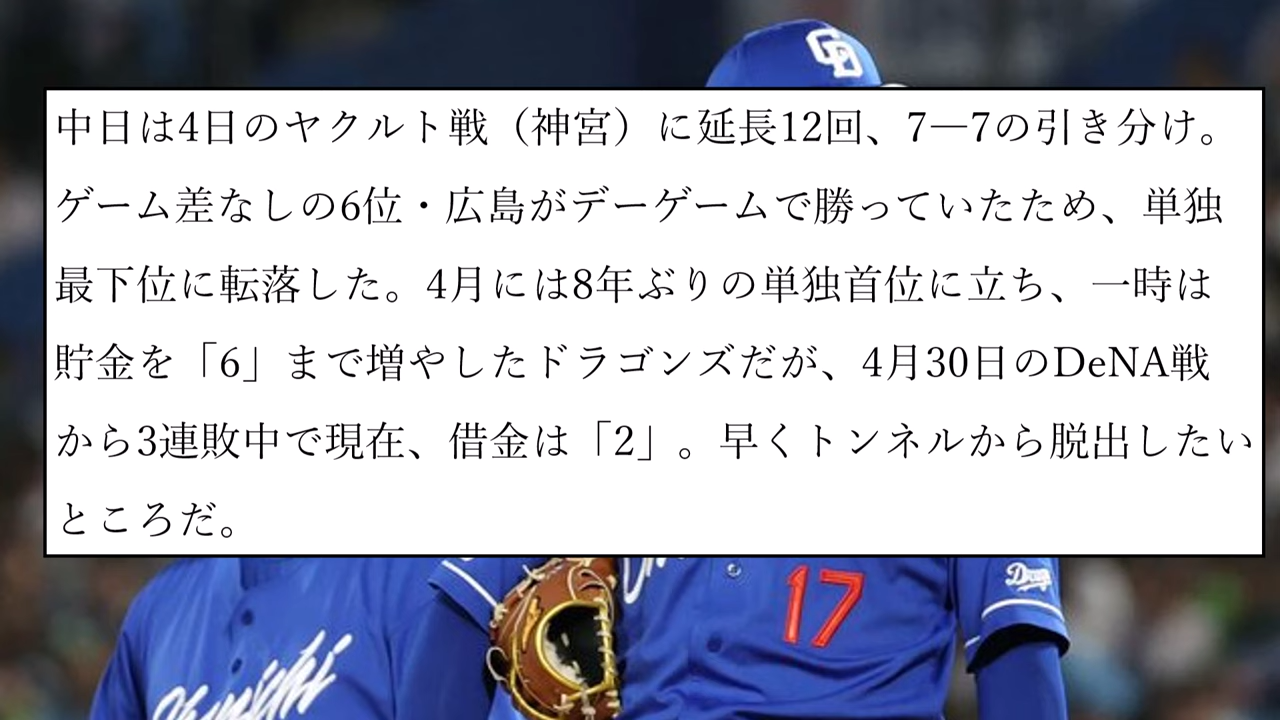 CD
中日は4日のヤクルト戦（神宮）に延長12回、7―7の引き分け。
ゲーム差なしの6位・広島がデーゲームで勝っていたため、単独
最下位に転落した。4月には8年ぶりの単独首位に立ち、一時は
貯金を「6」まで増やしたドラゴンズだが、4月30日のDeNA戦
から3連敗中で現在、借金は「2」。早くトンネルから脱出したい
ところだ。
17